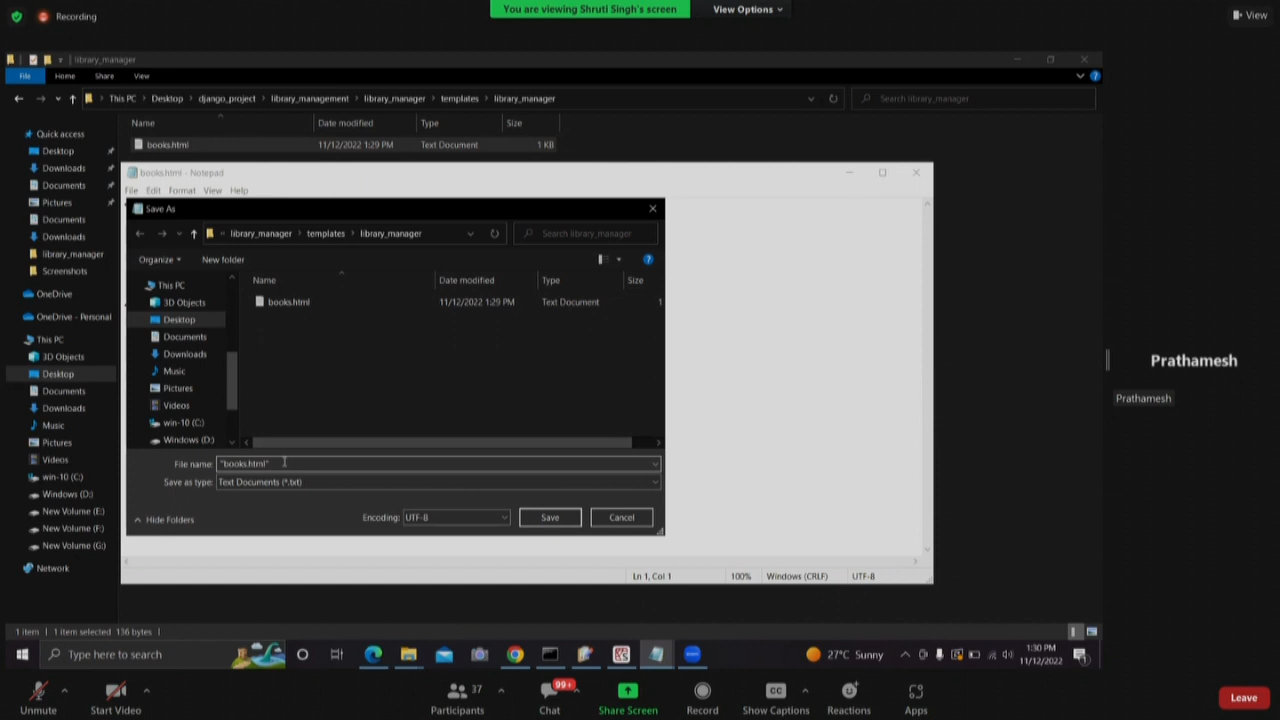 You are viewing Shruti Singh's screen
View Options
Recording
View
library_manager
File
Home
Share
View
This PC
Desktop
django_project
library_management
library_manager
templates
library_manager
Search library_manager
Name
Date modified
Type
Size
books.html
11/12/2022 1:29 PM
Text Document
1 KB
Quick access
Desktop
Downloads
Documents
Pictures
Documents
Downloads
library_manager
Screenshots
OneDrive
OneDrive - Personal
This PC
3D Objects
Desktop
Documents
Downloads
Music
Pictures
Videos
win-10 (C:)
Windows (D:)
New Volume (E:)
New Volume (F:)
New Volume (G:)
Network
books.html - Notepad
File
Edit
Format
View
Help
Save As
library_manager
templates
library_manager
Search library_manager
Organize
New folder
This PC
3D Objects
Desktop
Documents
Downloads
Music
Pictures
Videos
win-10 (C:)
Windows (D:)
Name
Date modified
Type
Size
books.html
11/12/2022 1:29 PM
Text Document
1
File name:
"books.html"
Save as type:
Text Documents (*.txt)
Hide Folders
Encoding:
UTF-8
Save
Cancel
Ln 1, Col 1
100%
Windows (CRLF)
UTF-8
Prathamesh
Prathamesh
1 item
1 item selected 136 bytes
Type here to search
27°C Sunny
1:30 PM
11/12/2022
1
Unmute
Start Video
37
Participants
99+
Chat
Share Screen
Record
CC
Show Captions
Reactions
Apps
Leave